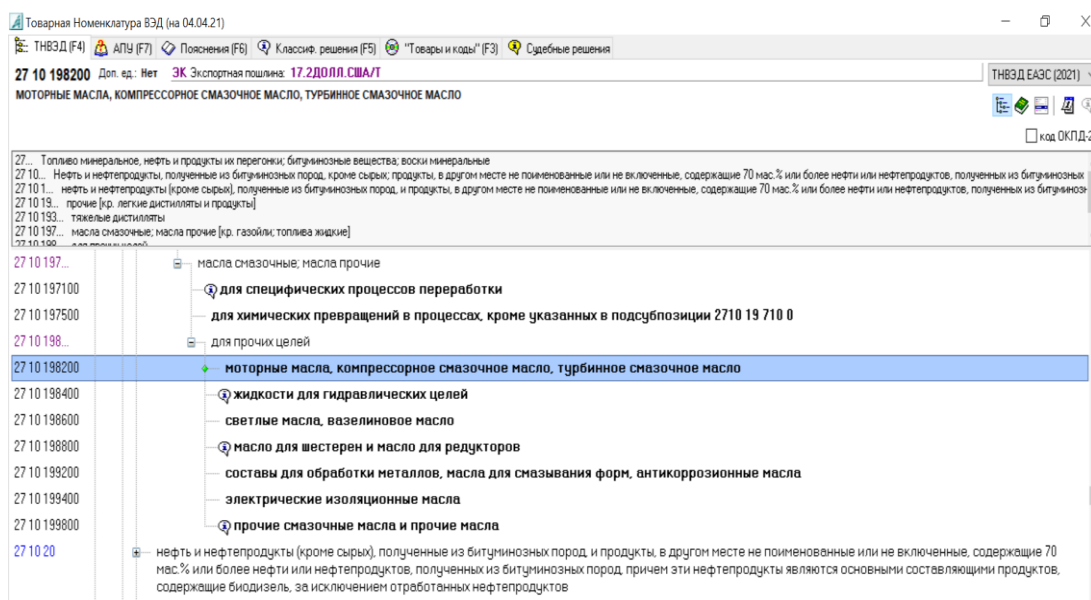 Товарная Номенклатура ВЭД (на 04.04.21)
ТНВЭД (F4) АПУ (F7) Пояснения (F6) Классиф. решения (F5) "Товары и коды" (F3) Судебные решения
27 10 198200 Доп. ед.: Нет ЭК Экспортная пошлина: 17.2ДОЛЛ.США/Т ТНВЭД ЕАЭС (2021)
МОТОРНЫЕ МАСЛА, КОМПРЕССОРНОЕ СМАЗОЧНОЕ МАСЛО, ТУРБИННОЕ СМАЗОЧНОЕ МАСЛО
код ОКПД-2
27... Топливо минеральное, нефть и продукты их перегонки; битуминозные вещества; воски минеральные
27 10... Нефть и нефтепродукты, полученные из битуминозных пород, кроме сырых; продукты, в другом месте не поименованные или не включенные, содержащие 70 мас.% или более нефти или нефтепродуктов, полученных из битуминозных
27 10 1... нефть и нефтепродукты (кроме сырых), полученные из битуминозных пород, и продукты, в другом месте не поименованные или не включенные, содержащие 70 мас.% или более нефти или нефтепродуктов, полученных из битуминозн
27 10 19... прочие [кр. легкие дистилляты и продукты]
27 10 193... тяжелые дистилляты
27 10 197... масла смазочные; масла прочие [кр. газойли; топлива жидкие]
27 10 198... для прочих целей
27 10 197... масла смазочные; масла прочие
27 10 197100 для специфических процессов переработки
27 10 197500 для химических превращений в процессах, кроме указанных в подсубпозиции 2710 19 710 0
27 10 198... для прочих целей
27 10 198200 моторные масла, компрессорное смазочное масло, турбинное смазочное масло
27 10 198400 жидкости для гидравлических целей
27 10 198600 светлые масла, вазелиновое масло
27 10 198800 масло для шестерен и масло для редукторов
27 10 199200 составы для обработки металлов, масла для смазывания форм, антикоррозионные масла
27 10 199400 электрические изоляционные масла
27 10 199800 прочие смазочные масла и прочие масла
27 10 20 нефть и нефтепродукты (кроме сырых), полученные из битуминозных пород, и продукты, в другом месте не поименованные или не включенные, содержащие 70
мас.% или более нефти или нефтепродуктов, полученных из битуминозных пород, причем эти нефтепродукты являются основными составляющими продуктов,
содержащие биодизель, за исключением отработанных нефтепродуктов